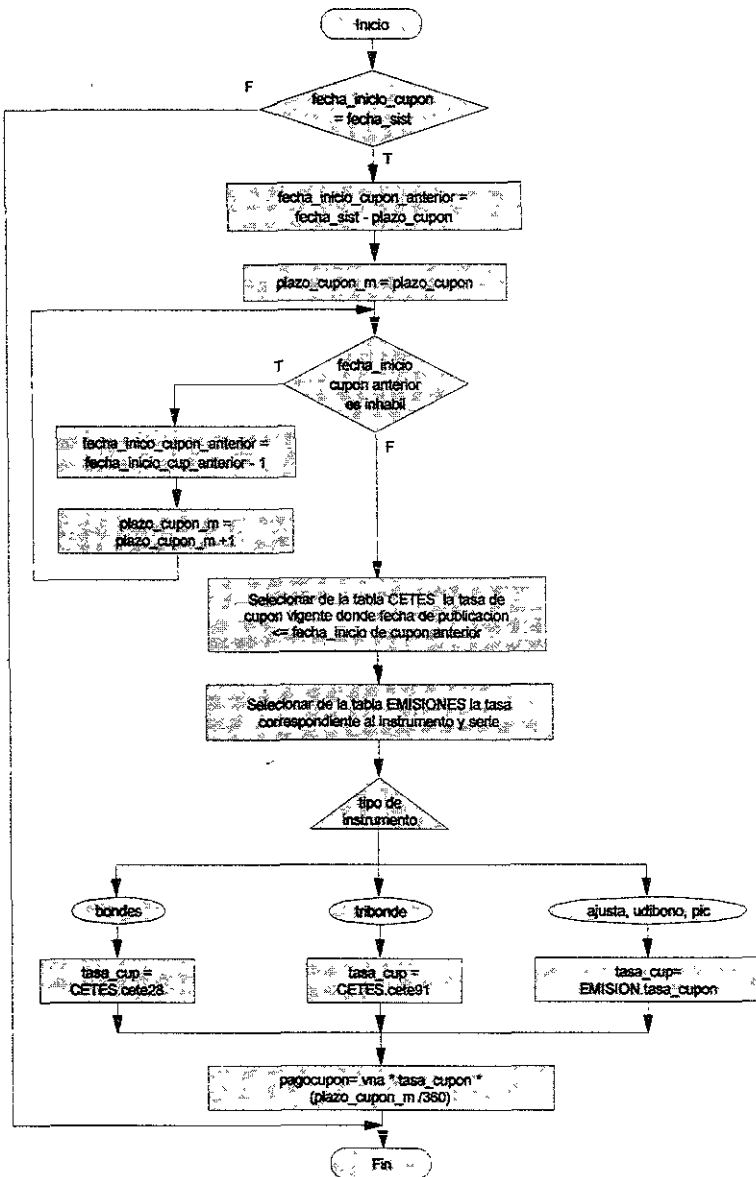 Inicio
F
fecha_inicio_cupon
= fecha_sist
T
fecha_inicio_cupon_anterior =
fecha_sist - plazo_cupon
plazo_cupon_m = plazo_cupon
T
fecha_inicio
cupon anterior
es inhabil
fecha_inico_cupon_anterior =
fecha_inicio_cup_anterior - 1
F
plazo_cupon_m =
plazo_cupon_m +1
Selecionar de la tabla CETES la tasa de
cupon vigente donde fecha de publicacion
<= fecha_inicio de cupon anterior
Selecionar de la tabla EMISIONES la tasa
correspondiente al instrumento y serie
tipo de
instrumento
bondes
tribonde
ajusta, udibono, pic
tasa_cup =
CETES.cete28
tasa_cup =
CETES.cete91
tasa_cup=
EMISION.tasa_cupon
pagocupon= vna * tasa_cupon *
(plazo_cupon_m /360)
Fin